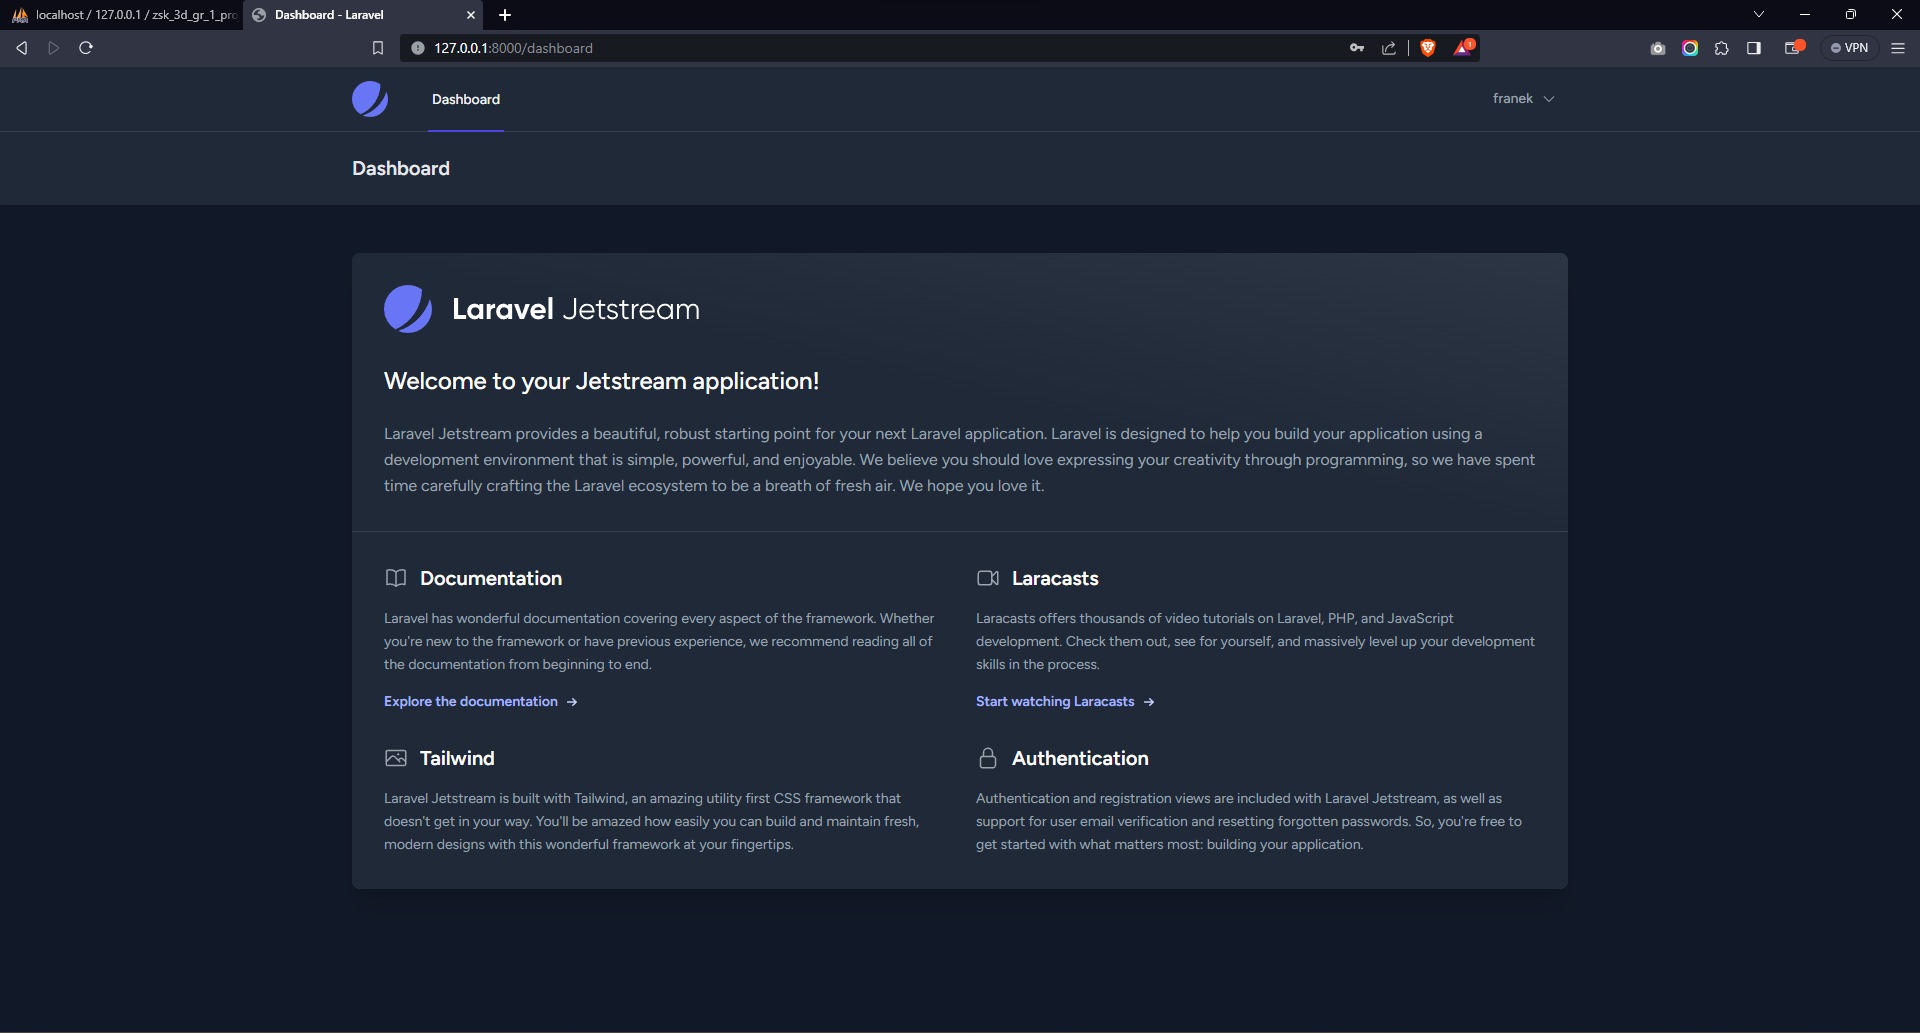 localhost / 127.0.0.1 / zsk_3d_gr_1_pro
Dashboard - Laravel
127.0.0.1:8000/dashboard
1
VPN
Dashboard
franek
Dashboard
Laravel Jetstream
Welcome to your Jetstream application!
Laravel Jetstream provides a beautiful, robust starting point for your next Laravel application. Laravel is designed to help you build your application using a
development environment that is simple, powerful, and enjoyable. We believe you should love expressing your creativity through programming, so we have spent
time carefully crafting the Laravel ecosystem to be a breath of fresh air. We hope you love it.
Documentation
Laravel has wonderful documentation covering every aspect of the framework. Whether
you're new to the framework or have previous experience, we recommend reading all of
the documentation from beginning to end.
Explore the documentation
Laracasts
Laracasts offers thousands of video tutorials on Laravel, PHP, and JavaScript
development. Check them out, see for yourself, and massively level up your development
skills in the process.
Start watching Laracasts
Tailwind
Laravel Jetstream is built with Tailwind, an amazing utility first CSS framework that
doesn't get in your way. You'll be amazed how easily you can build and maintain fresh,
modern designs with this wonderful framework at your fingertips.
Authentication
Authentication and registration views are included with Laravel Jetstream, as well as
support for user email verification and resetting forgotten passwords. So, you're free to
get started with what matters most: building your application.